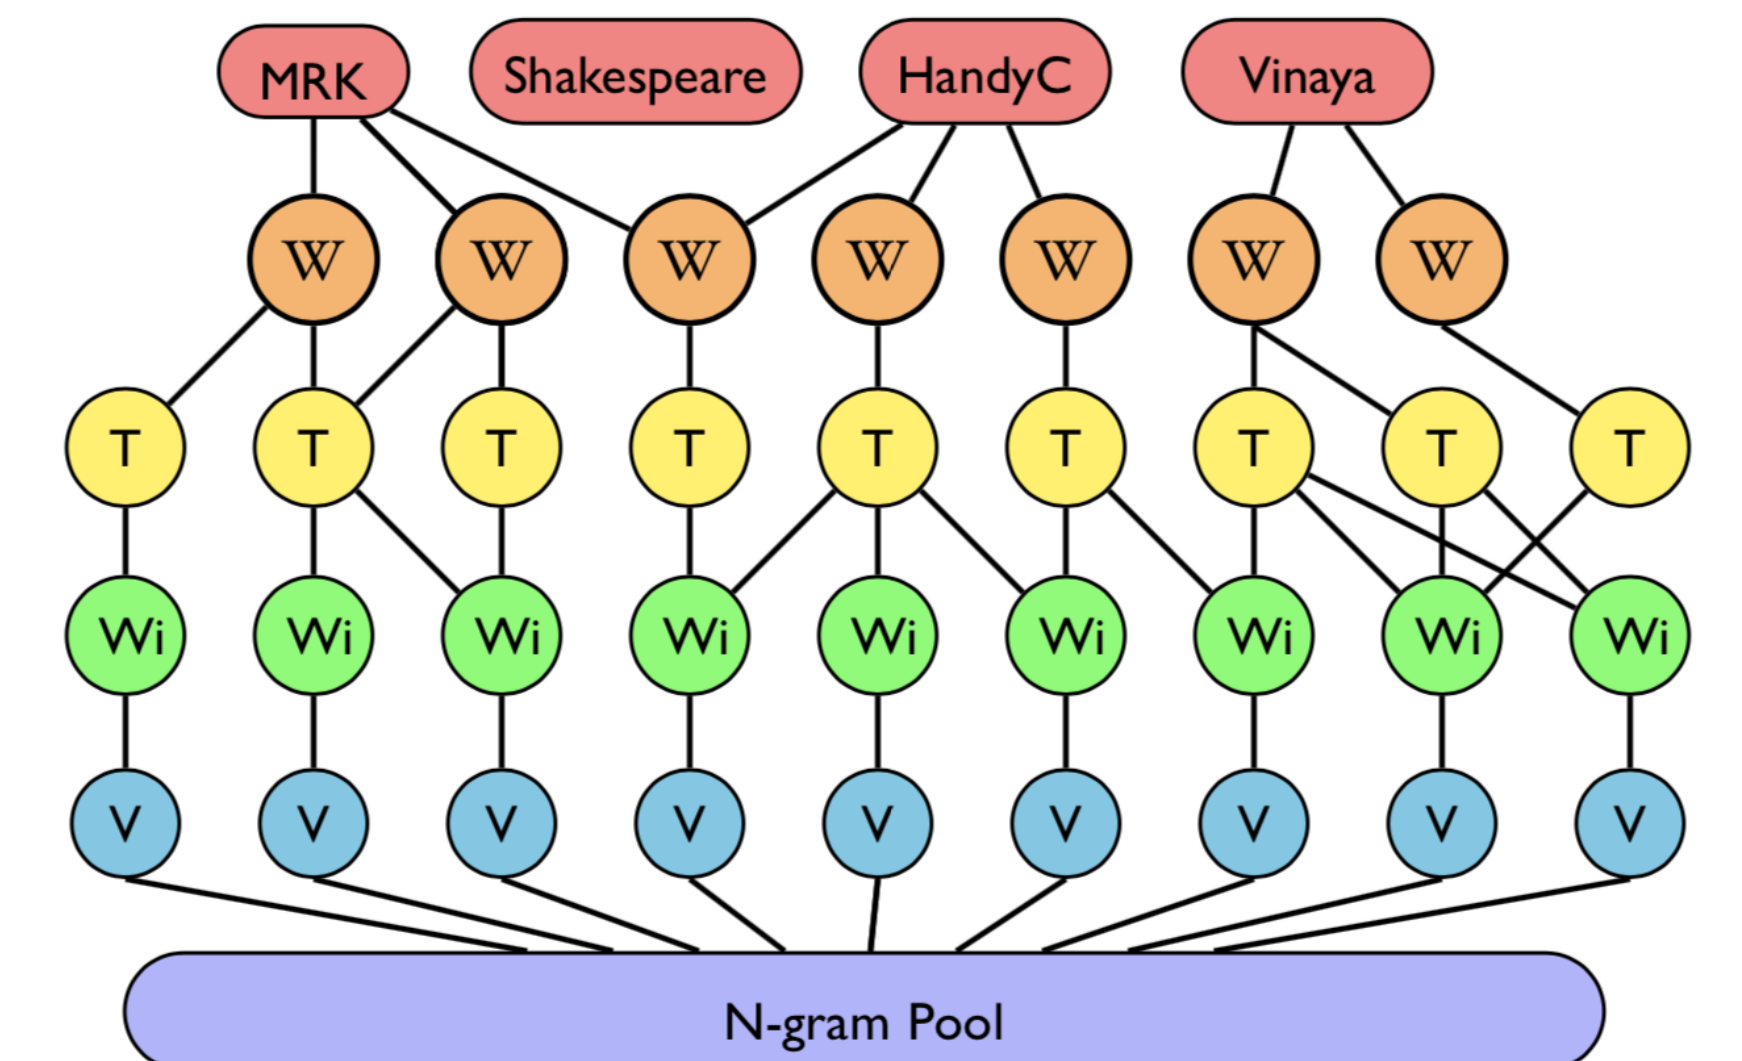 MRK Shakespeare HandyC Vinaya
W W W W W W W
T T T T T T T T T
Wi Wi Wi Wi Wi Wi Wi Wi Wi
V V V V V V V V V
N-gram Pool